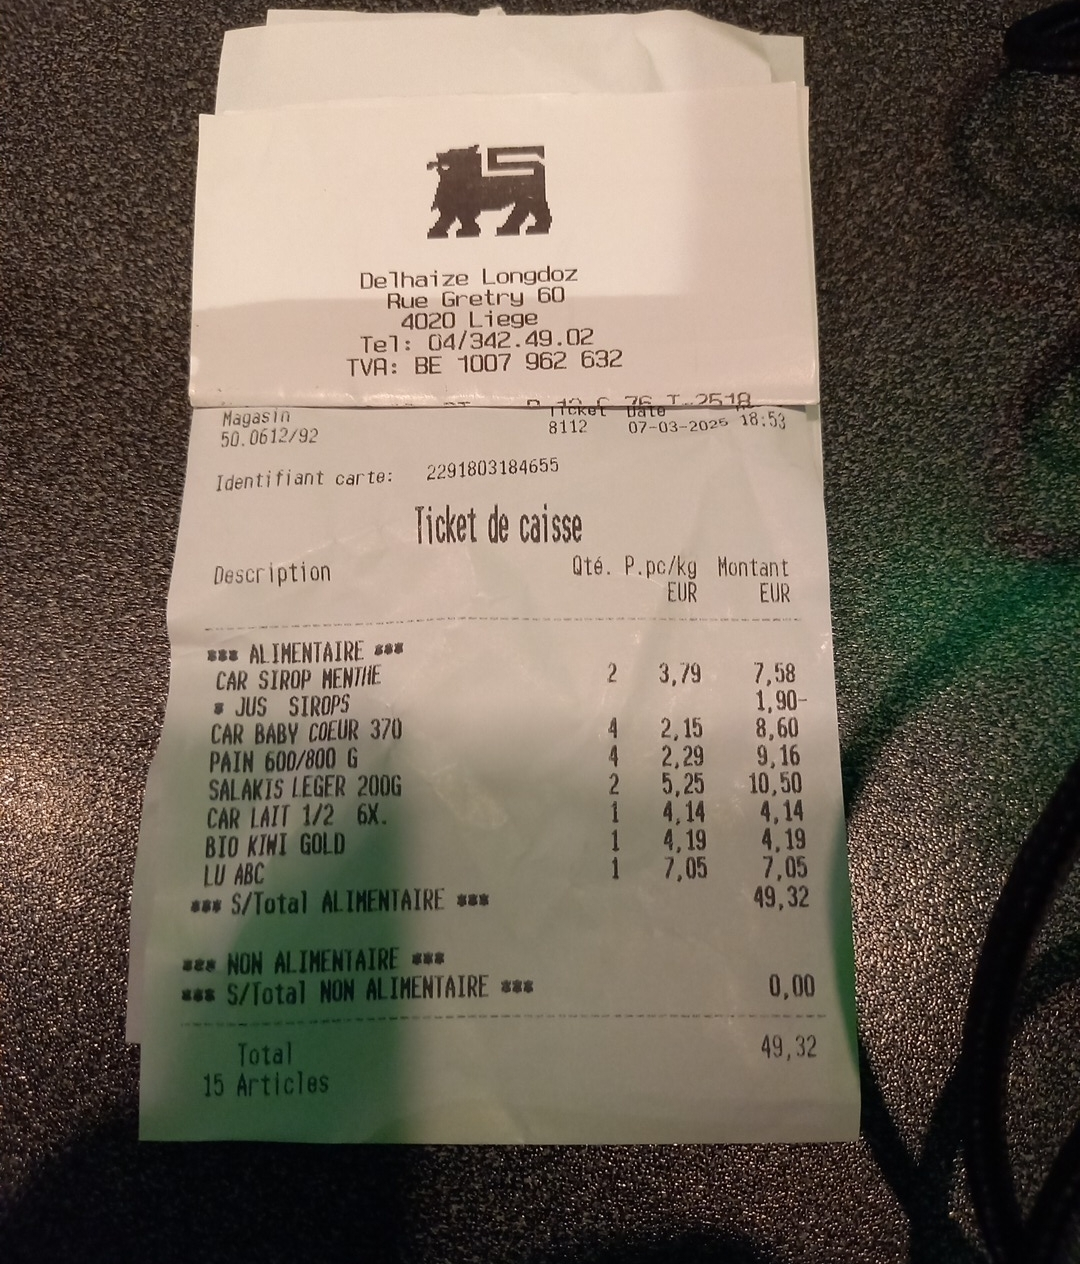 Delhaize Longdoz
Rue Gretry 60
4020 Liege
Tel: 04/342.49.02
TVA: BE 1007 962 632
Magasin Ticket Date
50.0612/92 8112 07-03-2025 18:53
Identifiant carte: 2291803184655
Ticket de caisse
Description Qté. P.pc/kg Montant
EUR EUR
*** ALIMENTAIRE ***
CAR SIROP MENTHE 2 3,79 7,58
* JUS SIROPS 1,90-
CAR BABY COEUR 370 4 2,15 8,60
PAIN 600/800 G 4 2,29 9,16
SALAKIS LEGER 200G 2 5,25 10,50
CAR LAIT 1/2 6X. 1 4,14 4,14
BIO KIWI GOLD 1 4,19 4,19
LU ABC 1 7,05 7,05
*** S/Total ALIMENTAIRE *** 49,32
*** NON ALIMENTAIRE ***
*** S/Total NON ALIMENTAIRE *** 0,00
Total 49,32
15 Articles